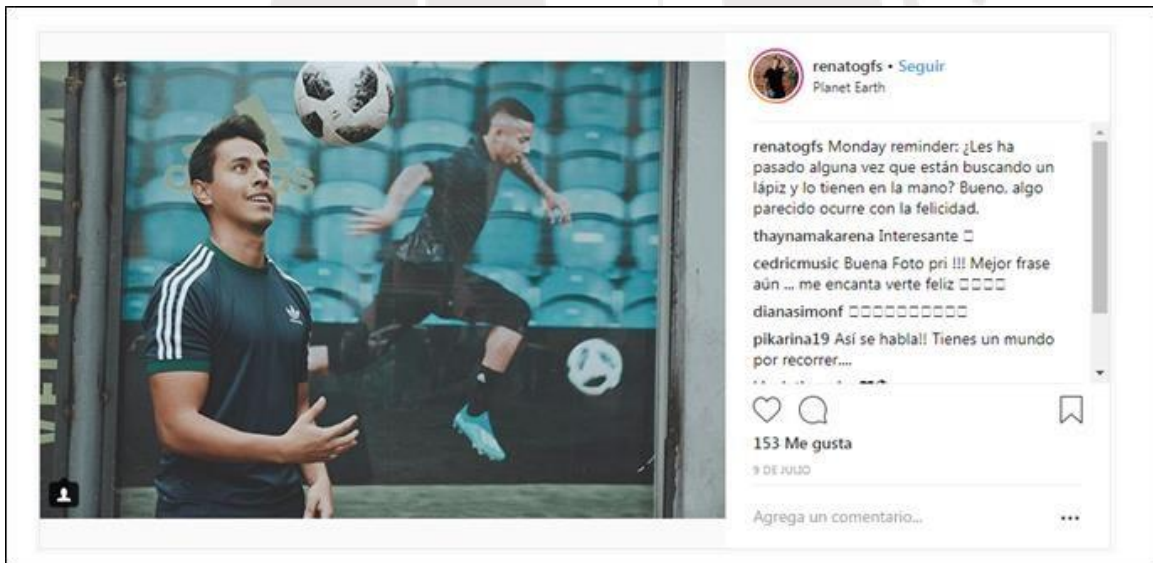 renatogfs • Seguir
Planet Earth
renatogfs Monday reminder: ¿Les ha
pasado alguna vez que están buscando un
lápiz y lo tienen en la mano? Bueno, algo
parecido ocurre con la felicidad.
thaynamakarena Interesante
cedricmusic Buena Foto pri !!! Mejor frase
aún ... me encanta verte feliz
dianasimonf
pikarina19 Así se habla!! Tienes un mundo
por recorrer....
153 Me gusta
9 DE JULIO
Agrega un comentario...